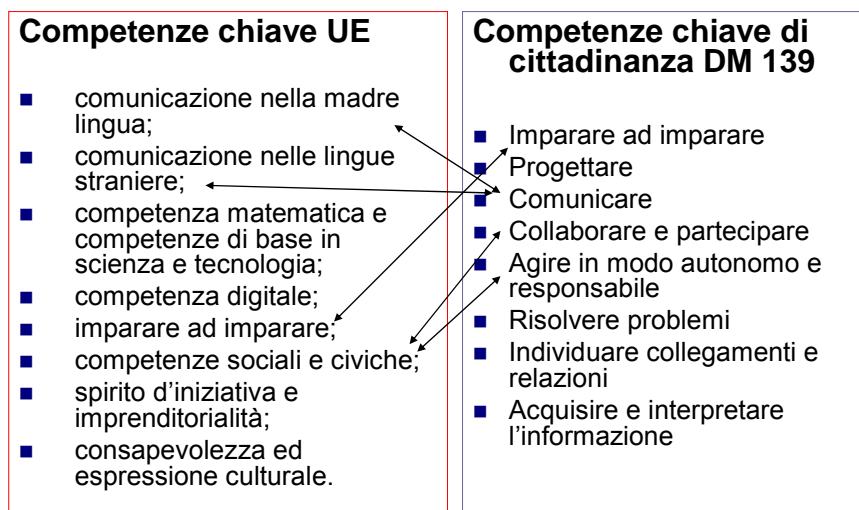 Competenze chiave UE
comunicazione nella madre
lingua;
comunicazione nelle lingue
straniere;
competenza matematica e
competenze di base in
scienza e tecnologia;
competenza digitale;
imparare ad imparare;
competenze sociali e civiche;
spirito d'iniziativa e
imprenditorialità;
consapevolezza ed
espressione culturale.
Competenze chiave di
cittadinanza DM 139
Imparare ad imparare
Progettare
Comunicare
Collaborare e partecipare
Agire in modo autonomo e
responsabile
Risolvere problemi
Individuare collegamenti e
relazioni
Acquisire e interpretare
l'informazione